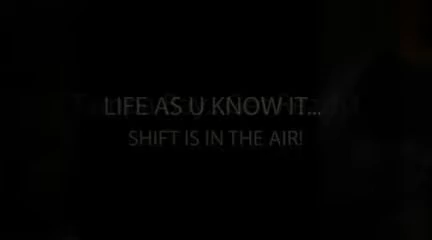 LIFE AS U KNOW IT...
SHIFT IS IN THE AIR!